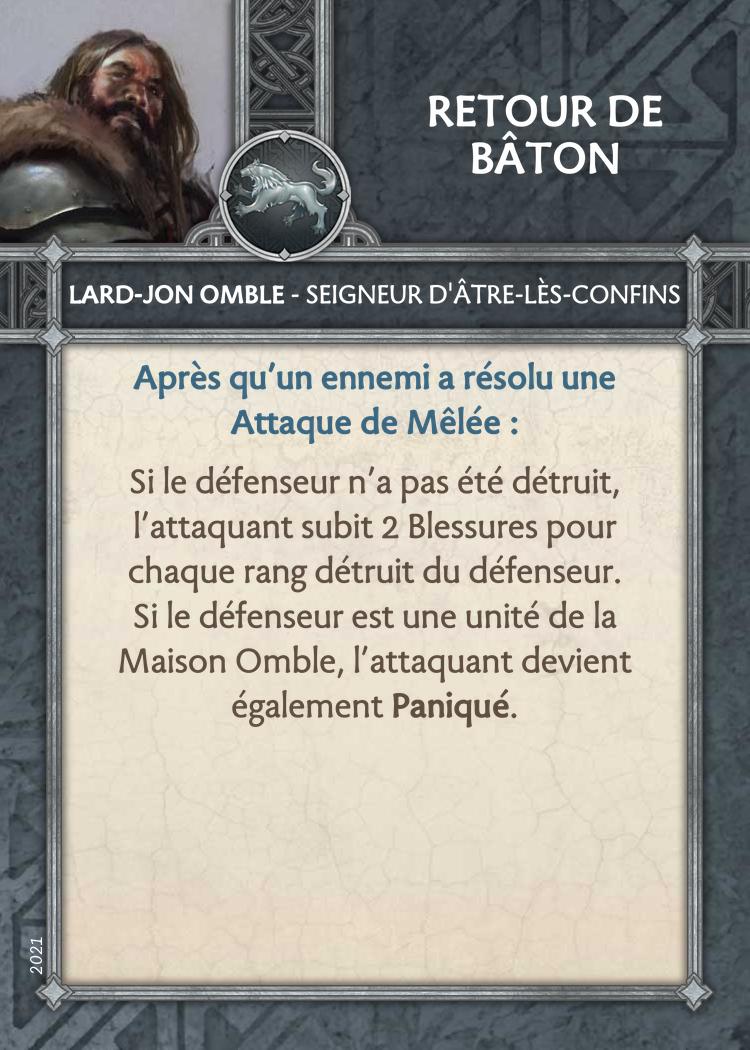 RETOUR DE
BÂTON
LARD-JON OMBLE - SEIGNEUR D'ÂTRE-LÈS-CONFINS
Après qu’un ennemi a résolu une
Attaque de Mêlée :
Si le défenseur n’a pas été détruit,
l’attaquant subit 2 Blessures pour
chaque rang détruit du défenseur.
Si le défenseur est une unité de la
Maison Omble, l’attaquant devient
également Paniqué.
2021